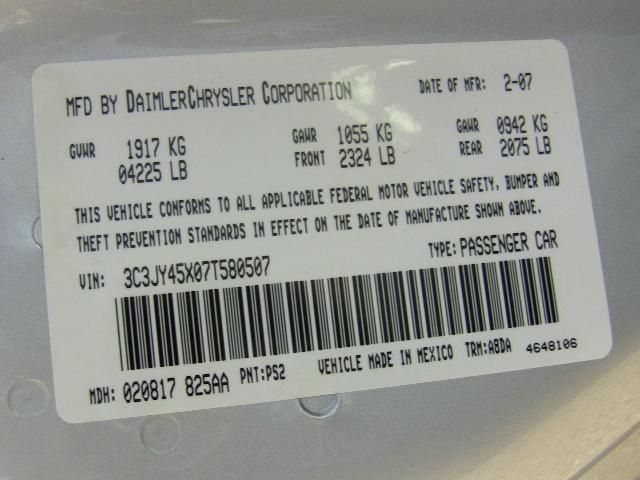 MFD BY DAIMLERCHRYSLER CORPORATION DATE OF MFR: 2-07
GVWR 1917 KG GAWR 1055 KG GAWR 0942 KG
04225 LB FRONT 2324 LB REAR 2075 LB
THIS VEHICLE CONFORMS TO ALL APPLICABLE FEDERAL MOTOR VEHICLE SAFETY, BUMPER AND
THEFT PREVENTION STANDARDS IN EFFECT ON THE DATE OF MANUFACTURE SHOWN ABOVE.
VIN: 3C3JY45X07T580507 TYPE: PASSENGER CAR
MDH: 020817 825AA PNT:PS2 VEHICLE MADE IN MEXICO TRM:A8DA 4648106